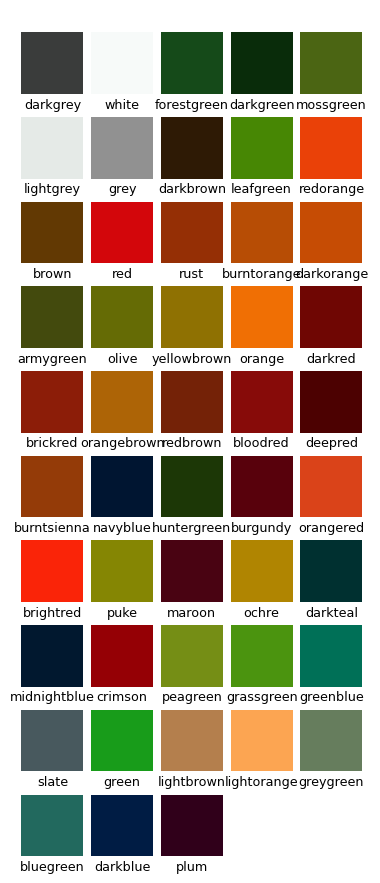 darkgrey white forestgreen darkgreen mossgreen
lightgrey grey darkbrown leafgreen redorange
brown red rust burntorange darkorange
armygreen olive yellowbrown orange darkred
brickred orangebrown redbrown bloodred deepred
burntsienna navyblue huntergreen burgundy orangered
brightred puke maroon ochre darkteal
midnightblue crimson peagreen grassgreen greenblue
slate green lightbrown lightorange greygreen
bluegreen darkblue plum